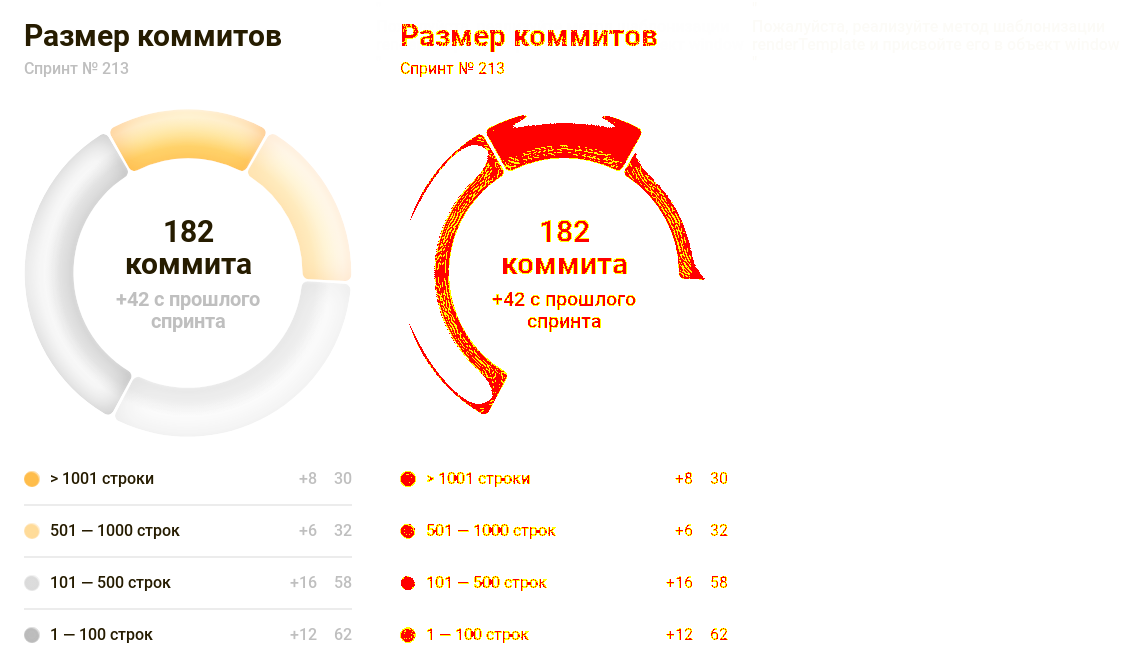 Размер коммитов
Спринт № 213
182
коммита
+42 с прошлого
спринта
> 1001 строки +8 30
501 — 1000 строк +6 32
101 — 500 строк +16 58
1 — 100 строк +12 62
Размер коммитов
Спринт № 213
182
коммита
+42 с прошлого
спринта
> 1001 строки +8 30
501 — 1000 строк +6 32
101 — 500 строк +16 58
1 — 100 строк +12 62